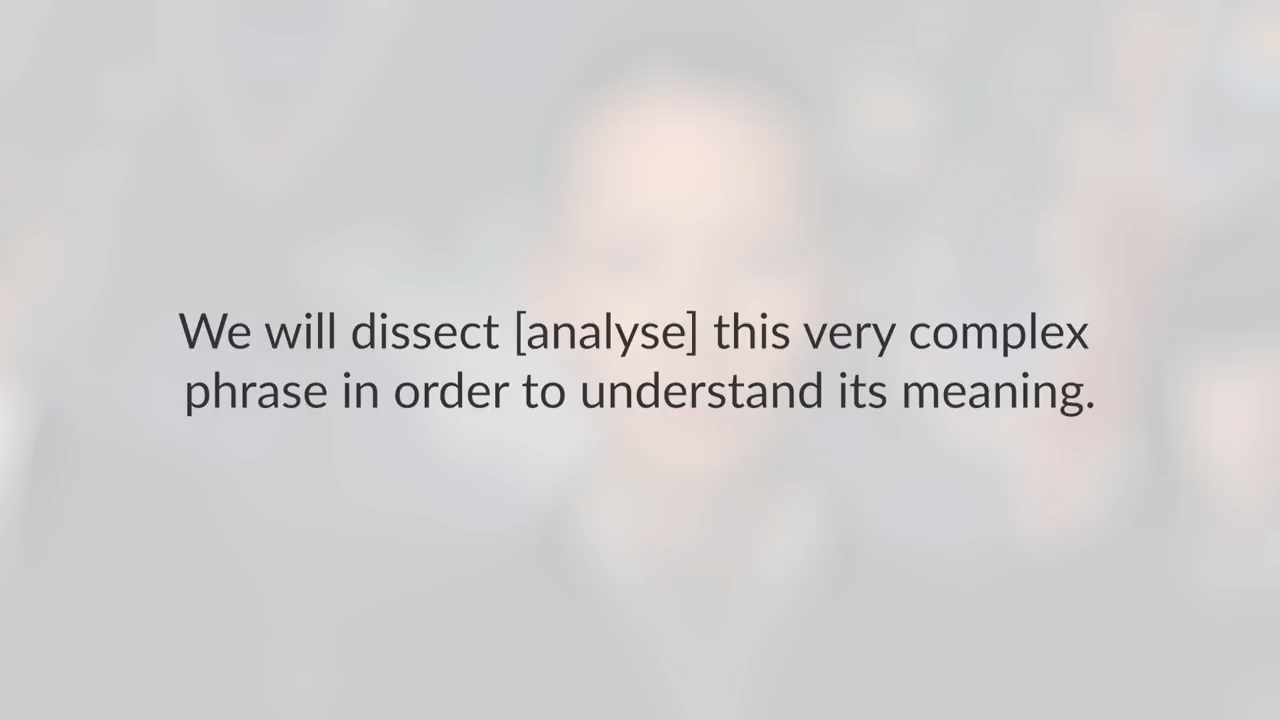 We will dissect [analyse] this very complex
phrase in order to understand its meaning.